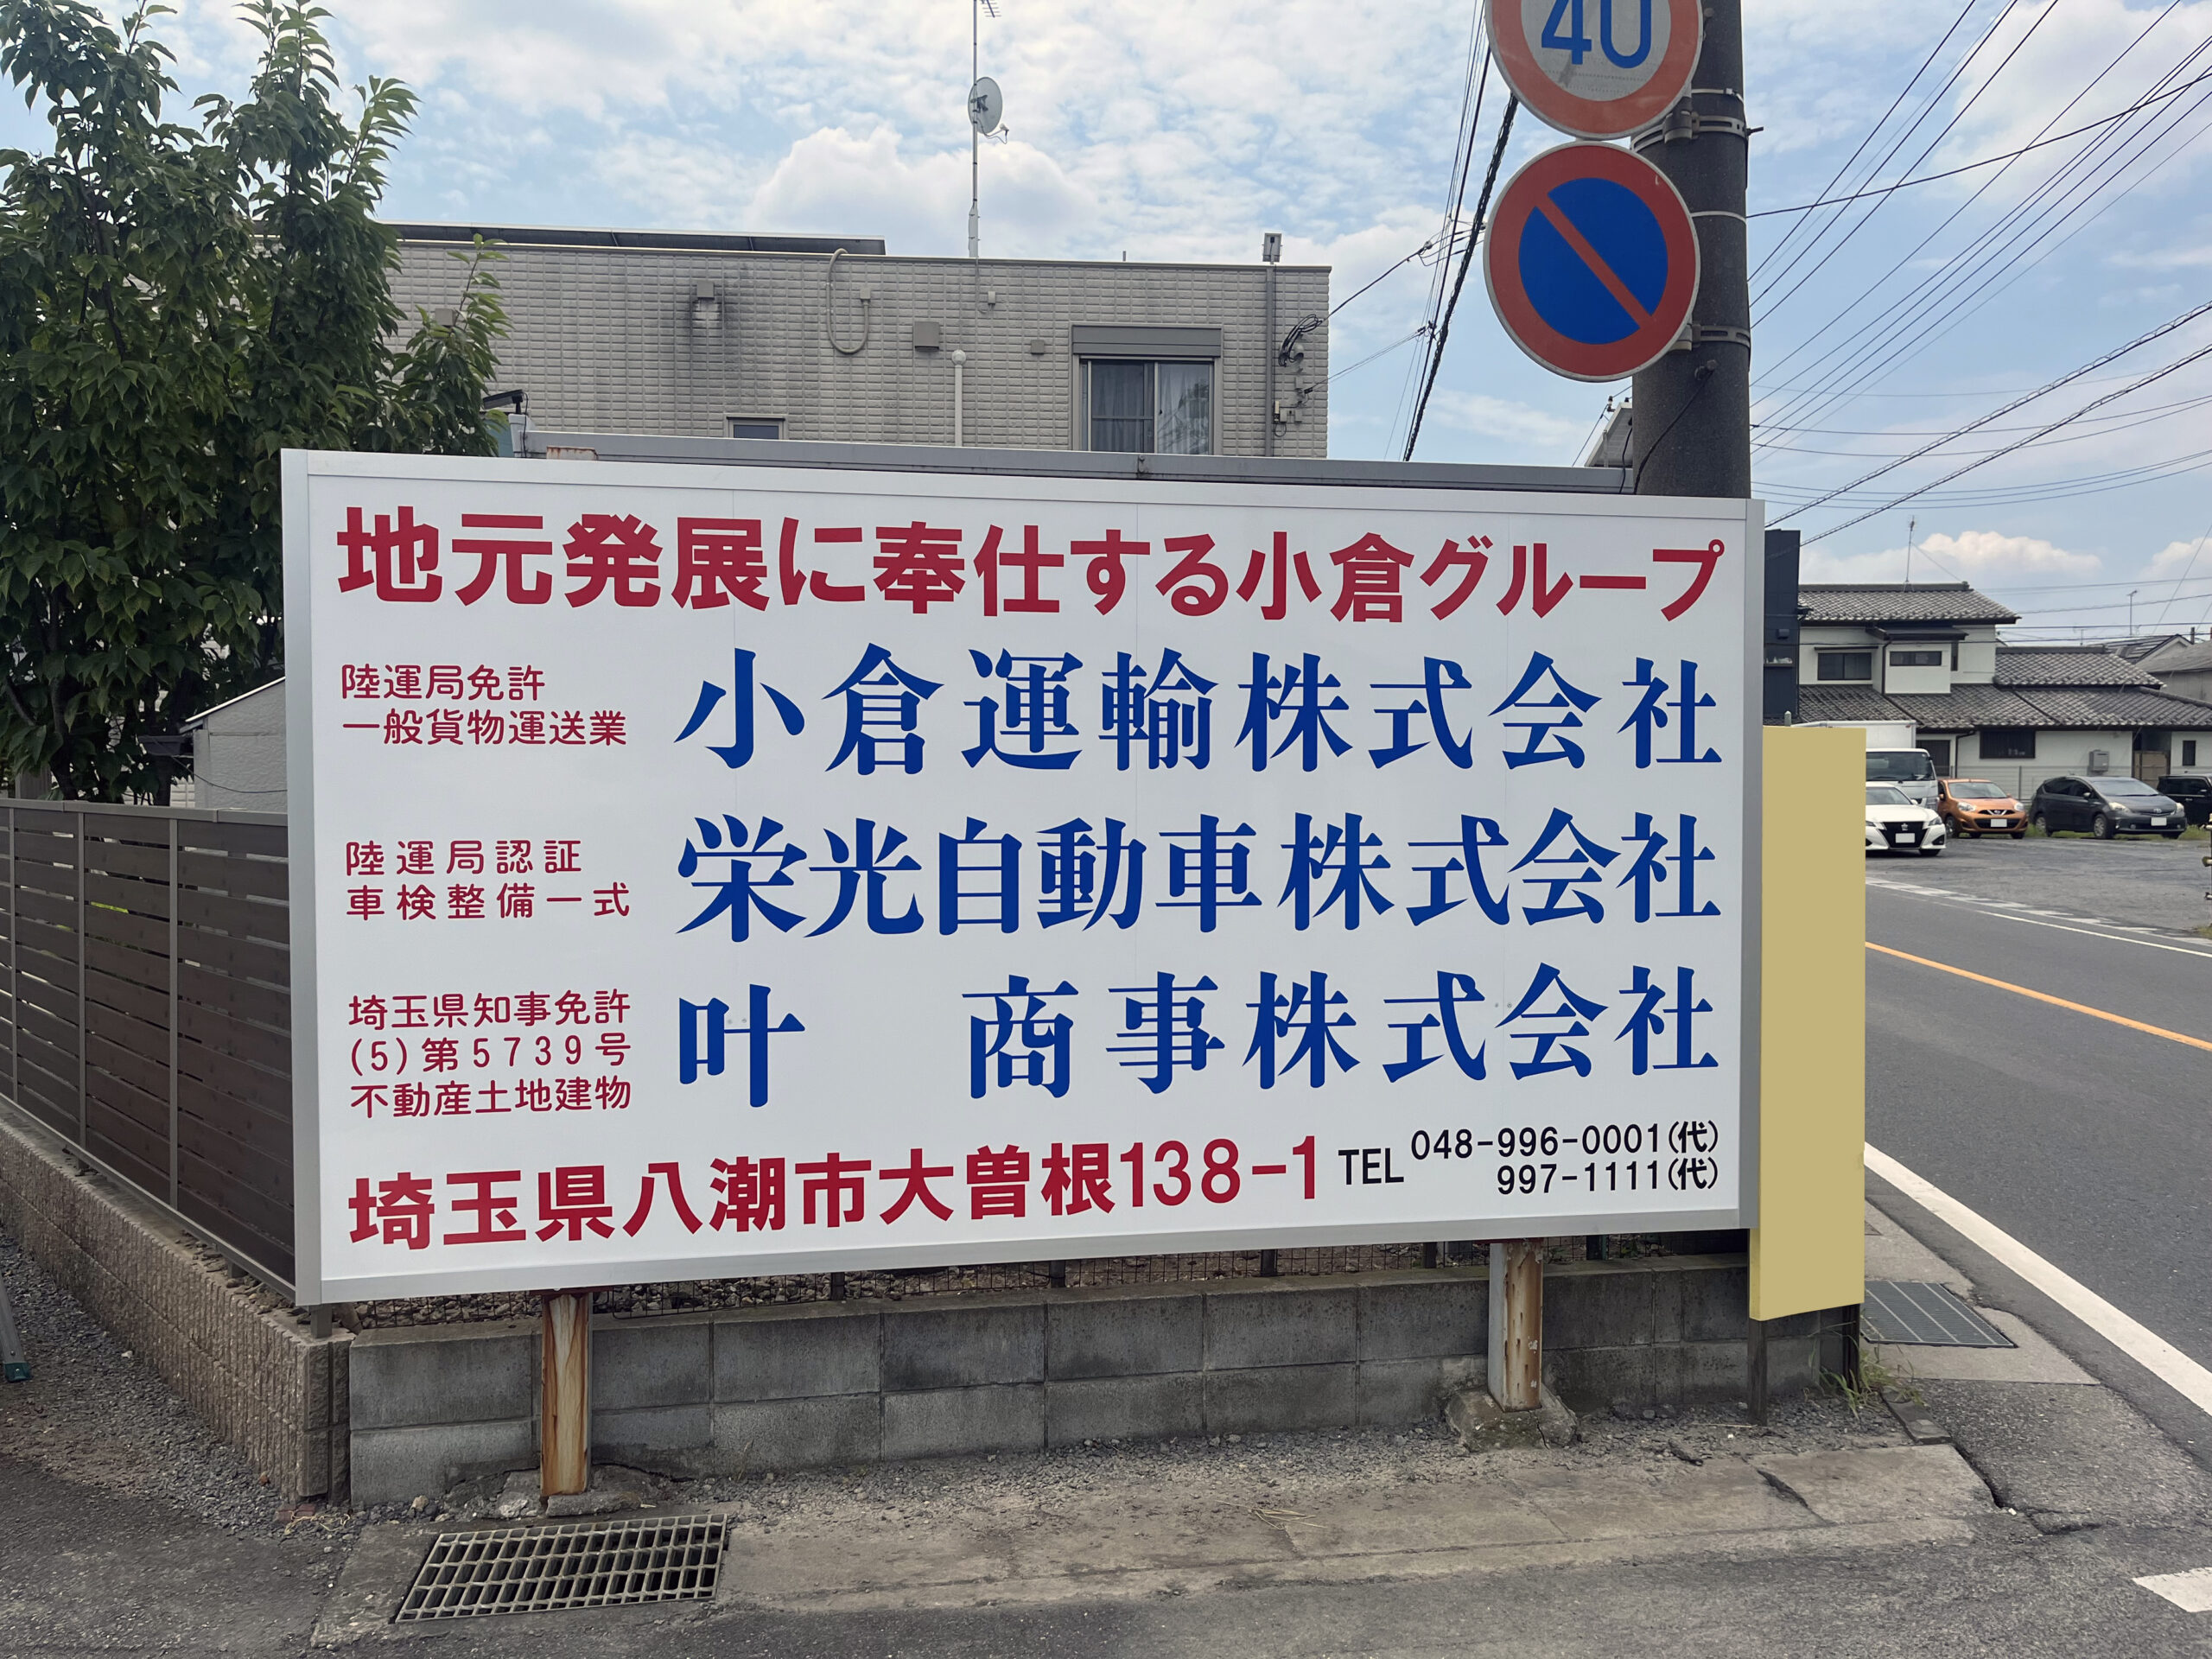 40
地元発展に奉仕する小倉グループ
陸運局免許
一般貨物運送業
小倉運輸株式会社
陸運局認証
車検整備一式
栄光自動車株式会社
埼玉県知事免許
(5)第5739号
不動産土地建物
叶 商事株式会社
埼玉県八潮市大曽根138-1 TEL 048-996-0001(代)
997-1111(代)